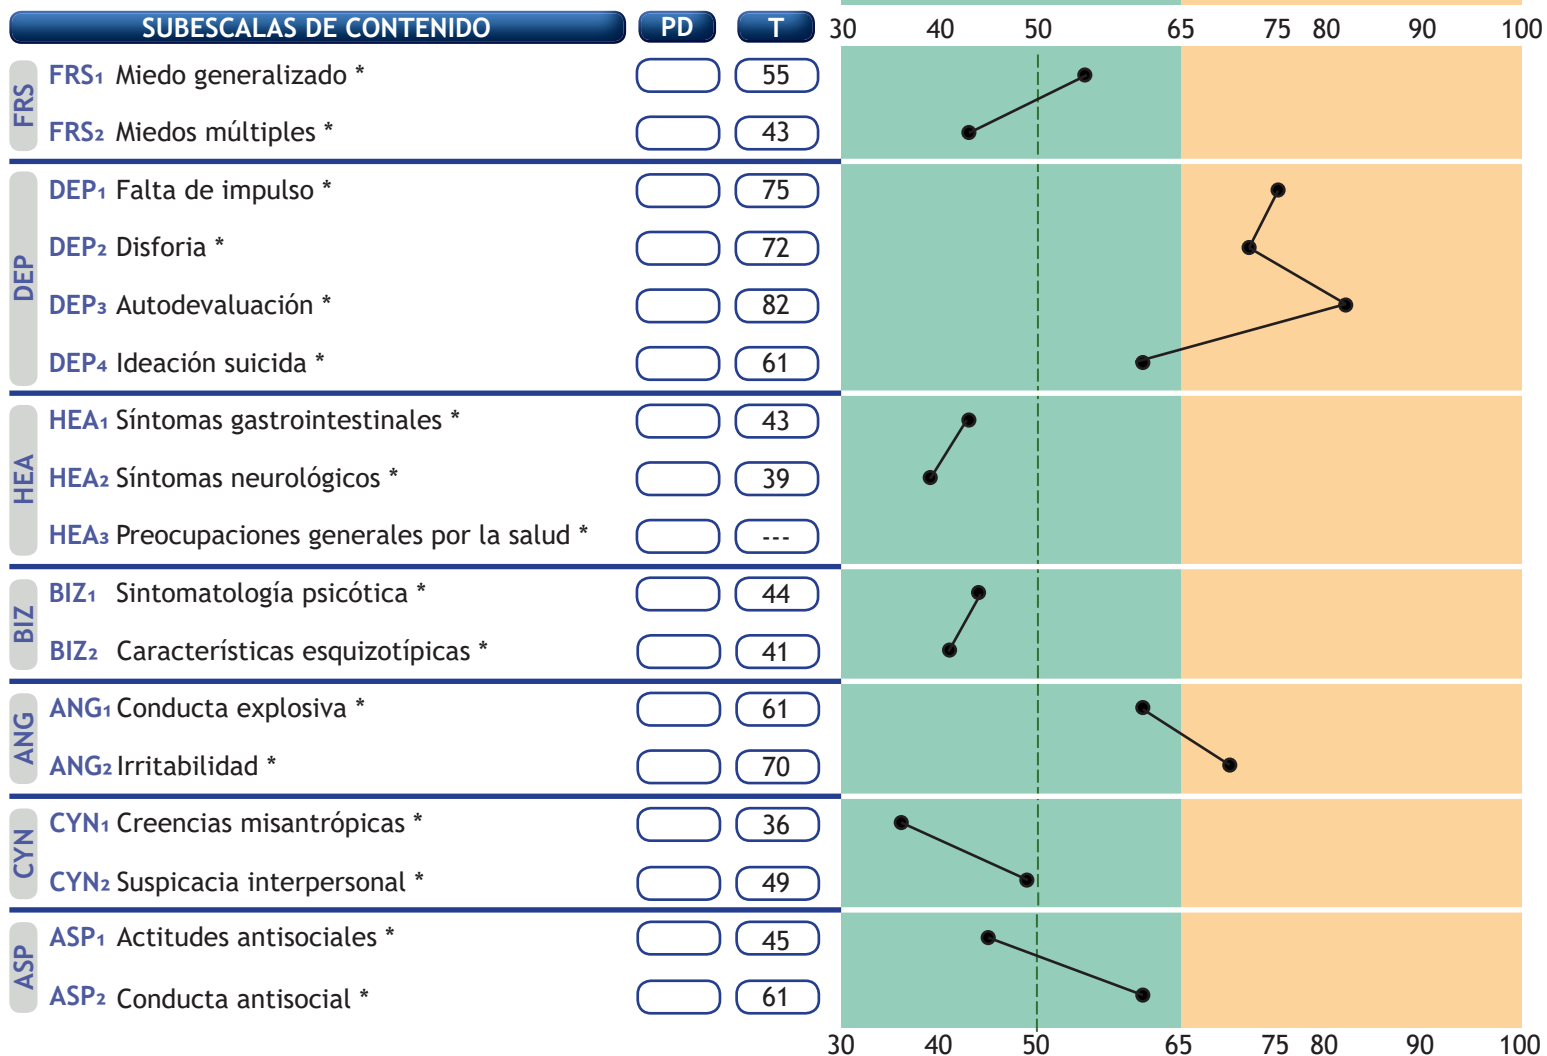 SUBESCALAS DE CONTENIDO PD T 30 40 50 65 75 80 90 100
FRS
FRS1 Miedo generalizado * 55
FRS2 Miedos múltiples * 43
DEP
DEP1 Falta de impulso * 75
DEP2 Disforia * 72
DEP3 Autodevaluación * 82
DEP4 Ideación suicida * 61
HEA
HEA1 Síntomas gastrointestinales * 43
HEA2 Síntomas neurológicos * 39
HEA3 Preocupaciones generales por la salud * ---
BIZ
BIZ1 Sintomatología psicótica * 44
BIZ2 Características esquizotípicas * 41
ANG
ANG1 Conducta explosiva * 61
ANG2 Irritabilidad * 70
CYN
CYN1 Creencias misantrópicas * 36
CYN2 Suspicacia interpersonal * 49
ASP
ASP1 Actitudes antisociales * 45
ASP2 Conducta antisocial * 61
30 40 50 65 75 80 90 100